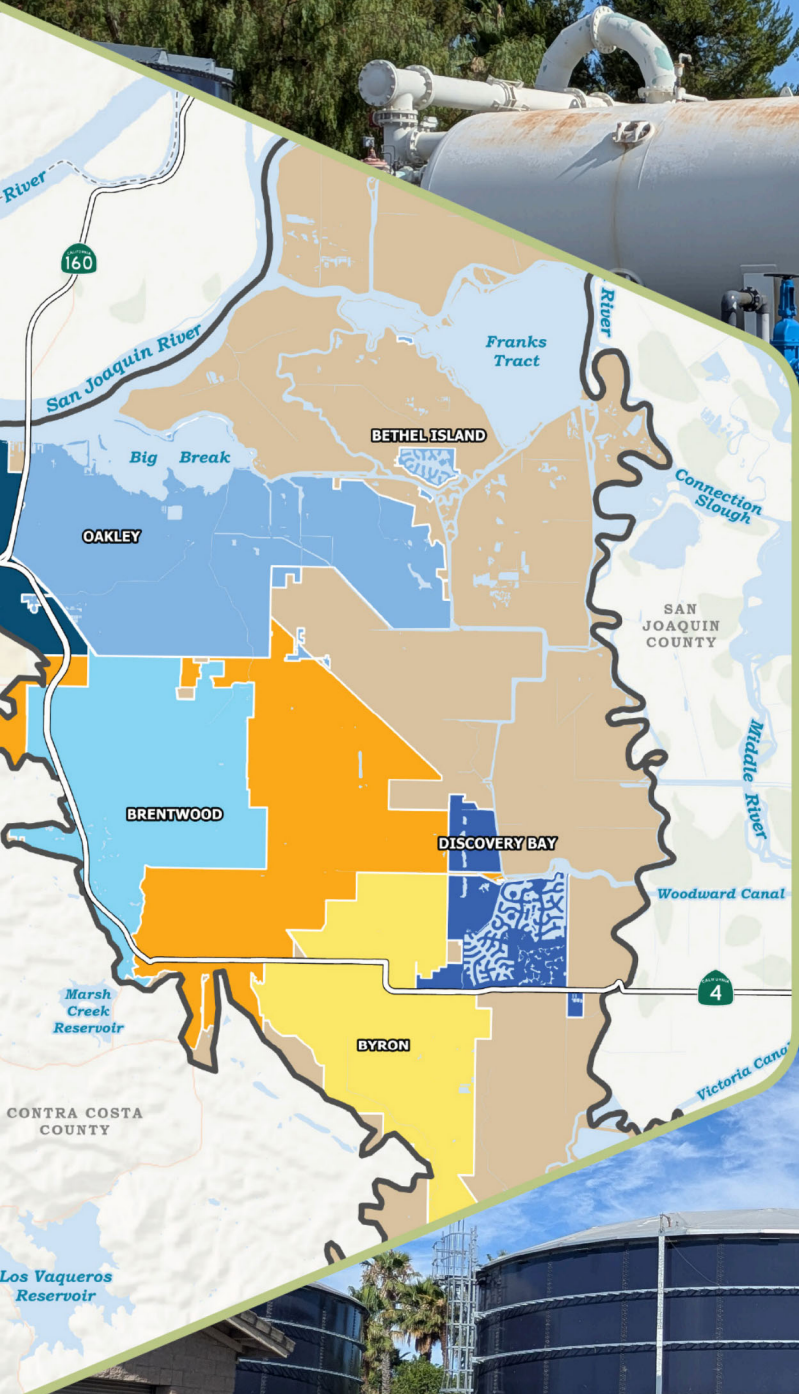 River
CALIFORNIA
160
San Joaquin River
Franks
Tract
River
BETHEL ISLAND
Big Break
Connection
Slough
OAKLEY
SAN
JOAQUIN
COUNTY
Middle River
BRENTWOOD
DISCOVERY BAY
Woodward Canal
CALIFORNIA
4
Marsh
Creek
Reservoir
BYRON
Victoria Canal
CONTRA COSTA
COUNTY
Los Vaqueros
Reservoir